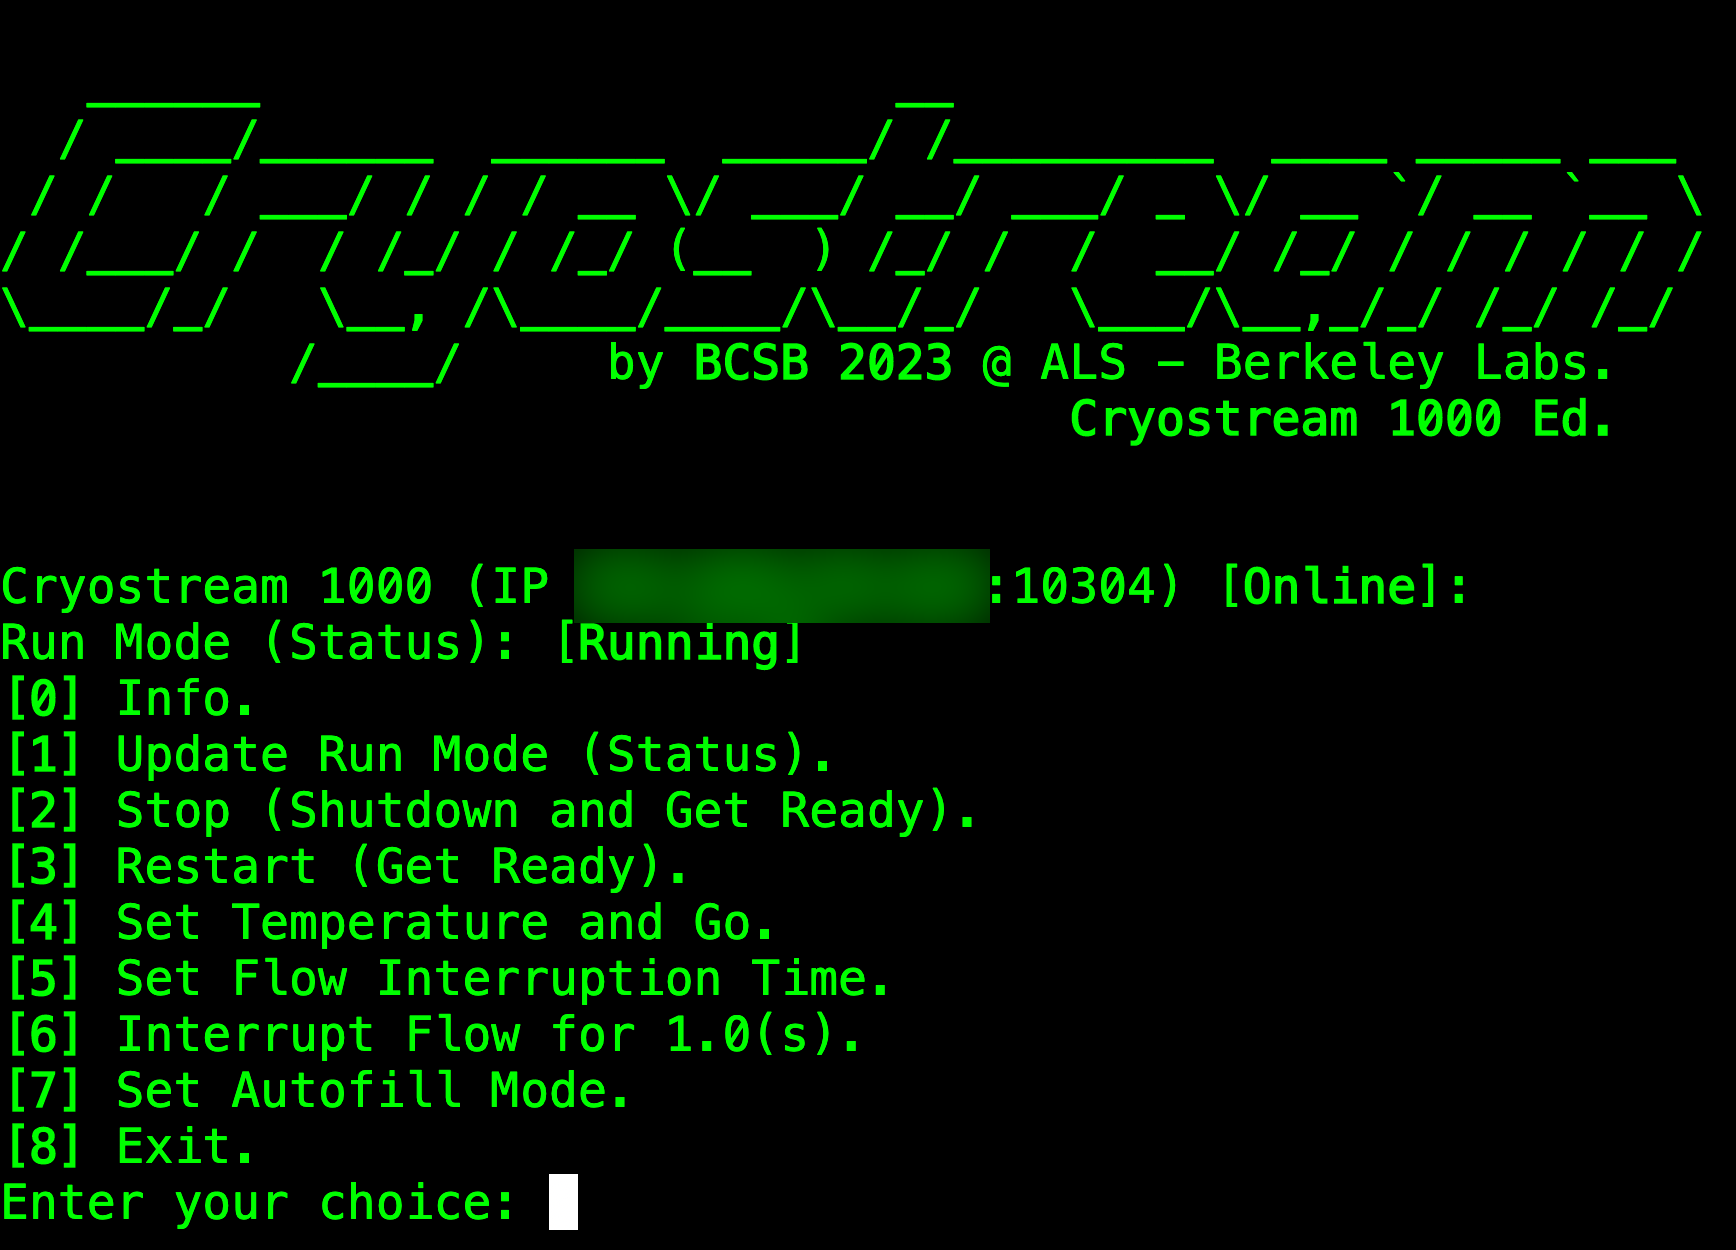 Cryostream
by BCSB 2023 @ ALS – Berkeley Labs.
Cryostream 1000 Ed.
Cryostream 1000 (IP :10304) [Online]:
Run Mode (Status): [Running]
[0] Info.
[1] Update Run Mode (Status).
[2] Stop (Shutdown and Get Ready).
[3] Restart (Get Ready).
[4] Set Temperature and Go.
[5] Set Flow Interruption Time.
[6] Interrupt Flow for 1.0(s).
[7] Set Autofill Mode.
[8] Exit.
Enter your choice: